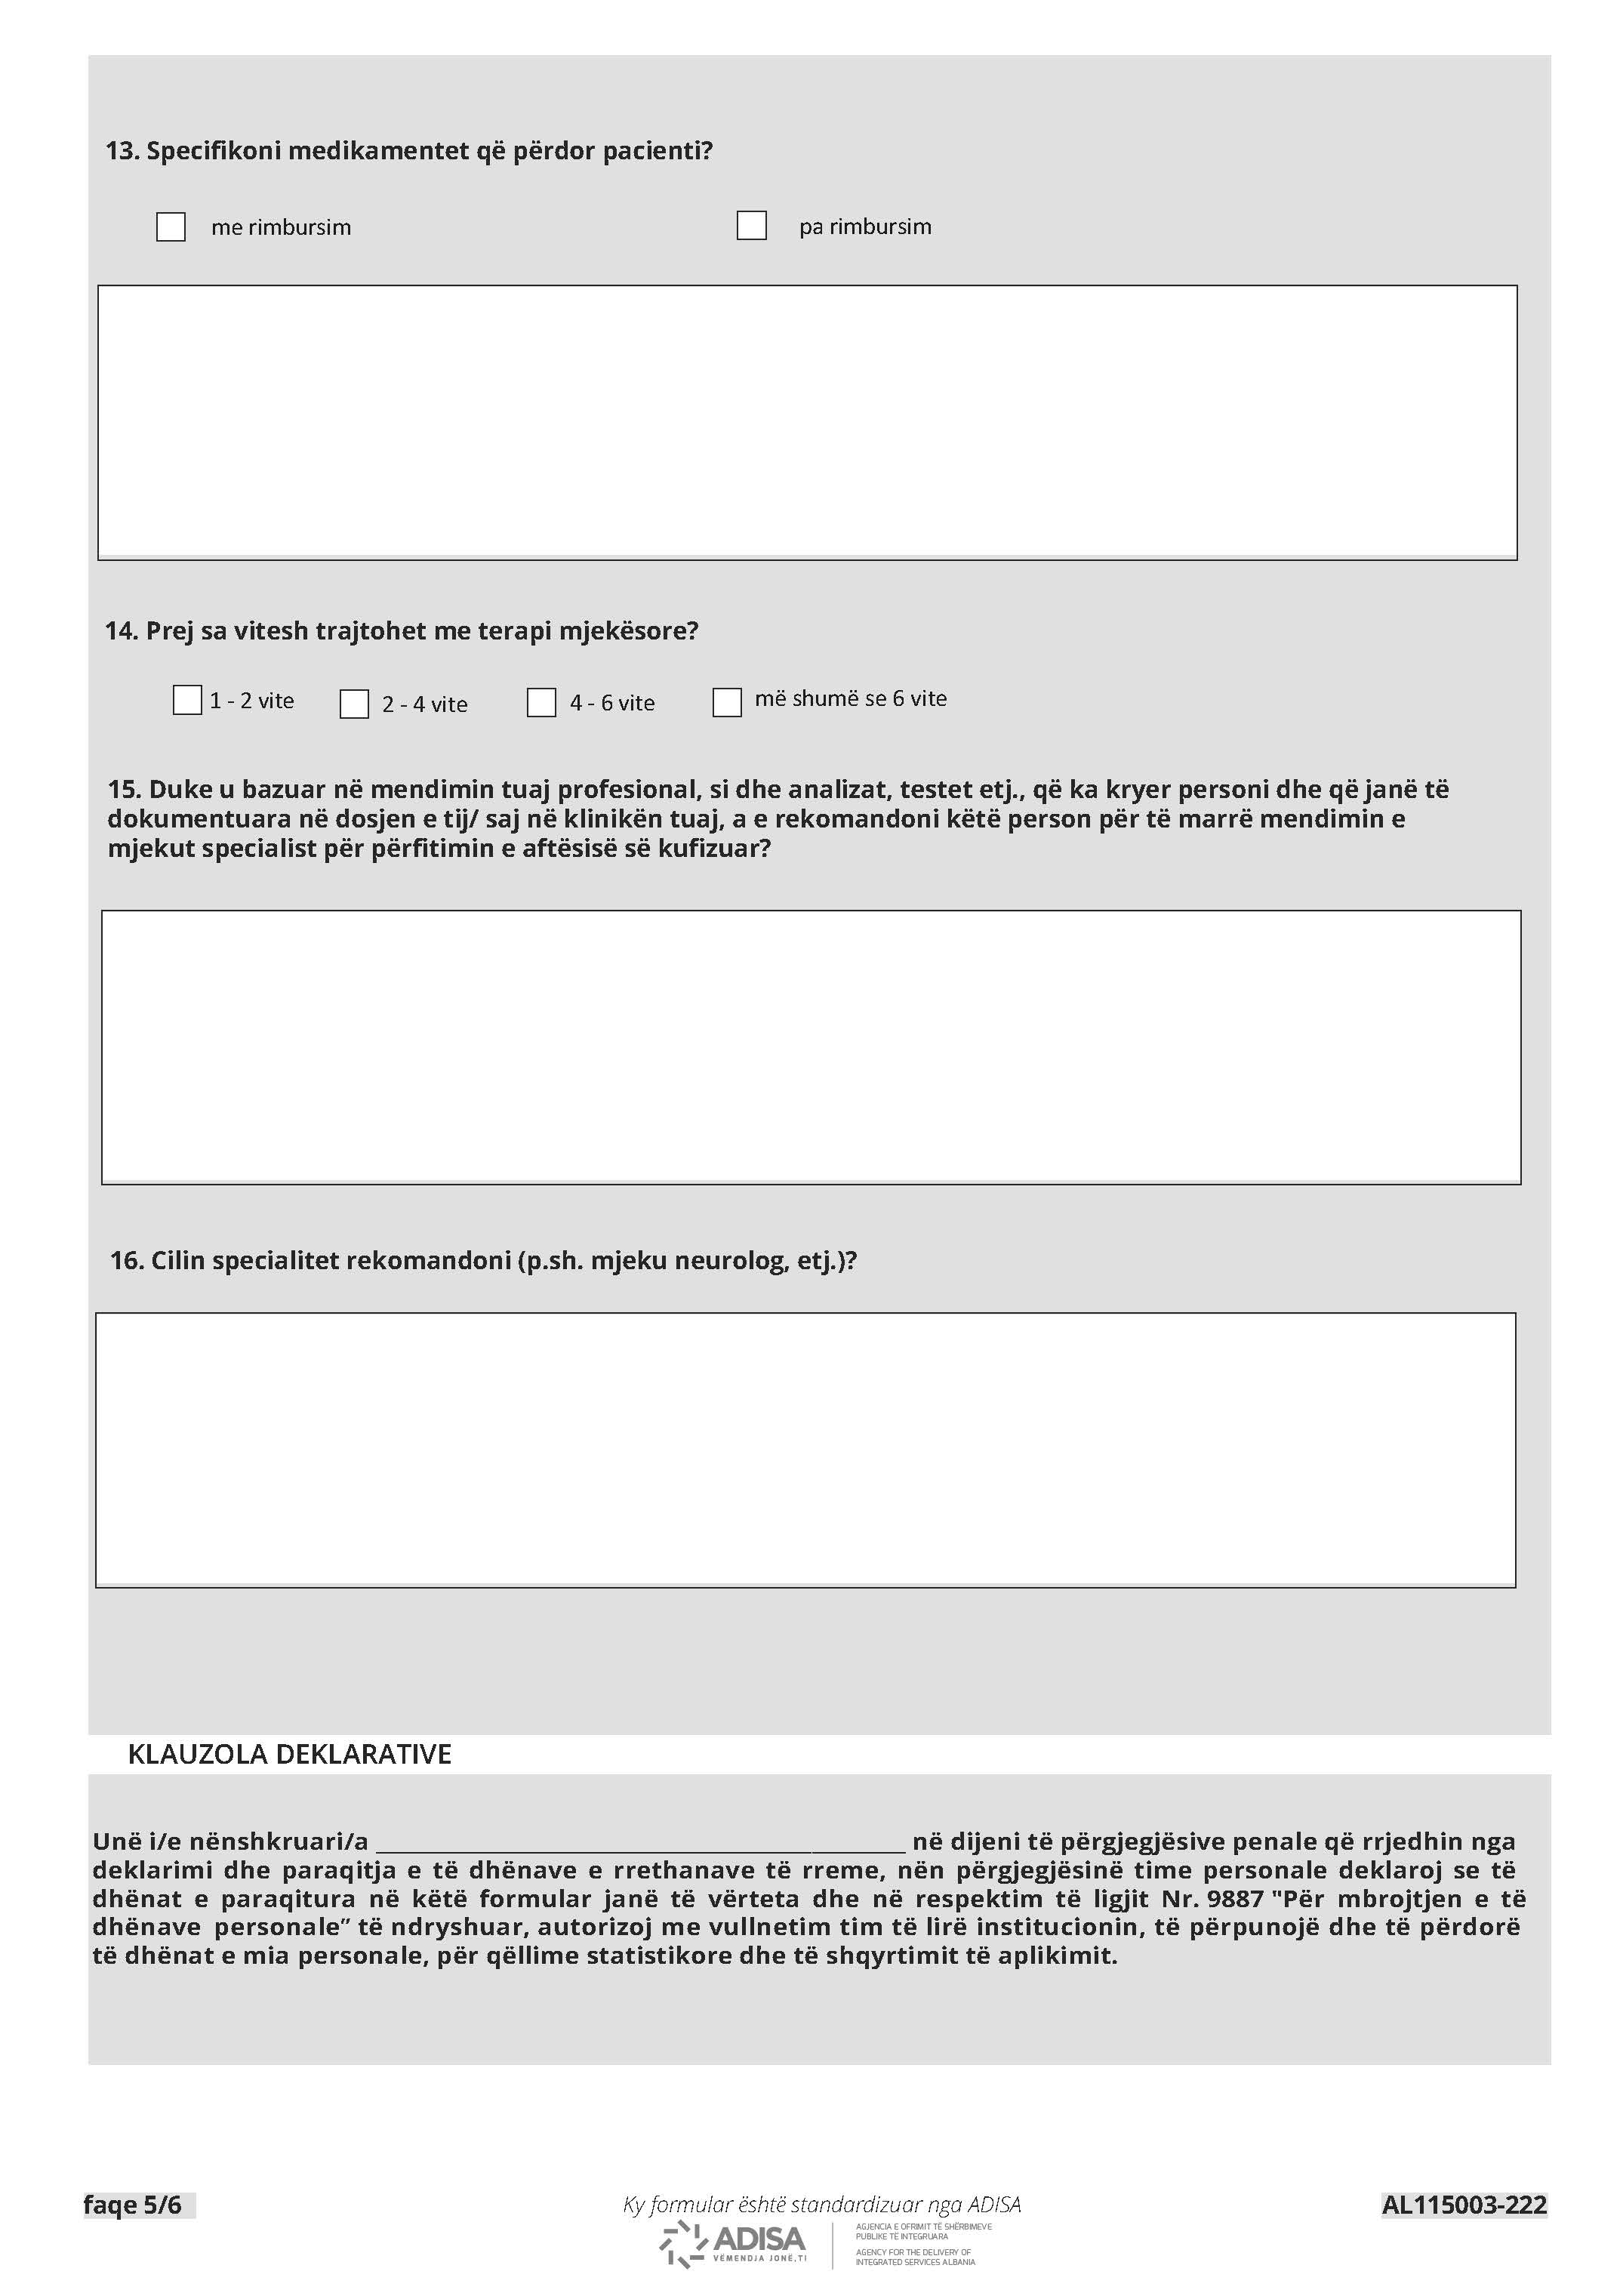 13. Specifikoni medikamentet që përdor pacienti?
me rimbursim pa rimbursim
14. Prej sa vitesh trajtohet me terapi mjekësore?
1 - 2 vite 2 - 4 vite 4 - 6 vite më shumë se 6 vite
15. Duke u bazuar në mendimin tuaj profesional, si dhe analizat, testet etj., që ka kryer personi dhe që janë të
dokumentuara në dosjen e tij/ saj në klinikën tuaj, a e rekomandoni këtë person për të marrë mendimin e
mjekut specialist për përfitimin e aftësisë së kufizuar?
16. Cilin specialitet rekomandoni (p.sh. mjeku neurolog, etj.)?
KLAUZOLA DEKLARATIVE
Unë i/e nënshkruari/a ________________________________________ në dijeni të përgjegjësive penale që rrjedhin nga
deklarimi dhe paraqitja e të dhënave e rrethanave të rreme, nën përgjegjësinë time personale deklaroj se të
dhënat e paraqitura në këtë formular janë të vërteta dhe në respektim të ligjit Nr. 9887 "Për mbrojtjen e të
dhënave personale” të ndryshuar, autorizoj me vullnetim tim të lirë institucionin, të përpunojë dhe të përdorë
të dhënat e mia personale, për qëllime statistikore dhe të shqyrtimit të aplikimit.
faqe 5/6 Ky formular është standardizuar nga ADISA AL115003-222
ADISA
VËMENDJA JONË, TI
AGJENCIA E OFRIMIT TË SHËRBIMEVE
PUBLIKE TË INTEGRUARA
AGENCY FOR THE DELIVERY OF
INTEGRATED SERVICES ALBANIA